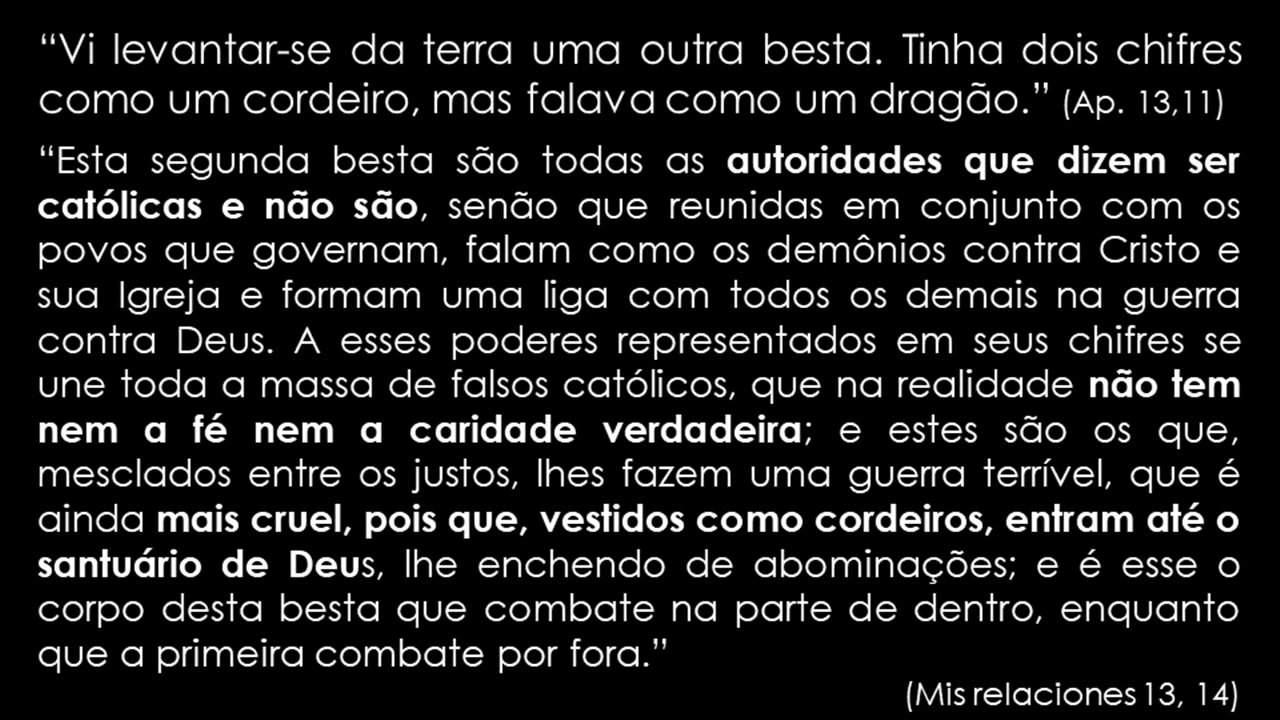 “Vi levantar-se da terra uma outra besta. Tinha dois chifres
como um cordeiro, mas falava como um dragão.” (Ap. 13,11)
“Esta segunda besta são todas as autoridades que dizem ser
católicas e não são, senão que reunidas em conjunto com os
povos que governam, falam como os demônios contra Cristo e
sua Igreja e formam uma liga com todos os demais na guerra
contra Deus. A esses poderes representados em seus chifres se
une toda a massa de falsos católicos, que na realidade não tem
nem a fé nem a caridade verdadeira; e estes são os que,
mesclados entre os justos, lhes fazem uma guerra terrível, que é
ainda mais cruel, pois que, vestidos como cordeiros, entram até o
santuário de Deus, lhe enchendo de abominações; e é esse o
corpo desta besta que combate na parte de dentro, enquanto
que a primeira combate por fora.”
(Mis relaciones 13, 14)